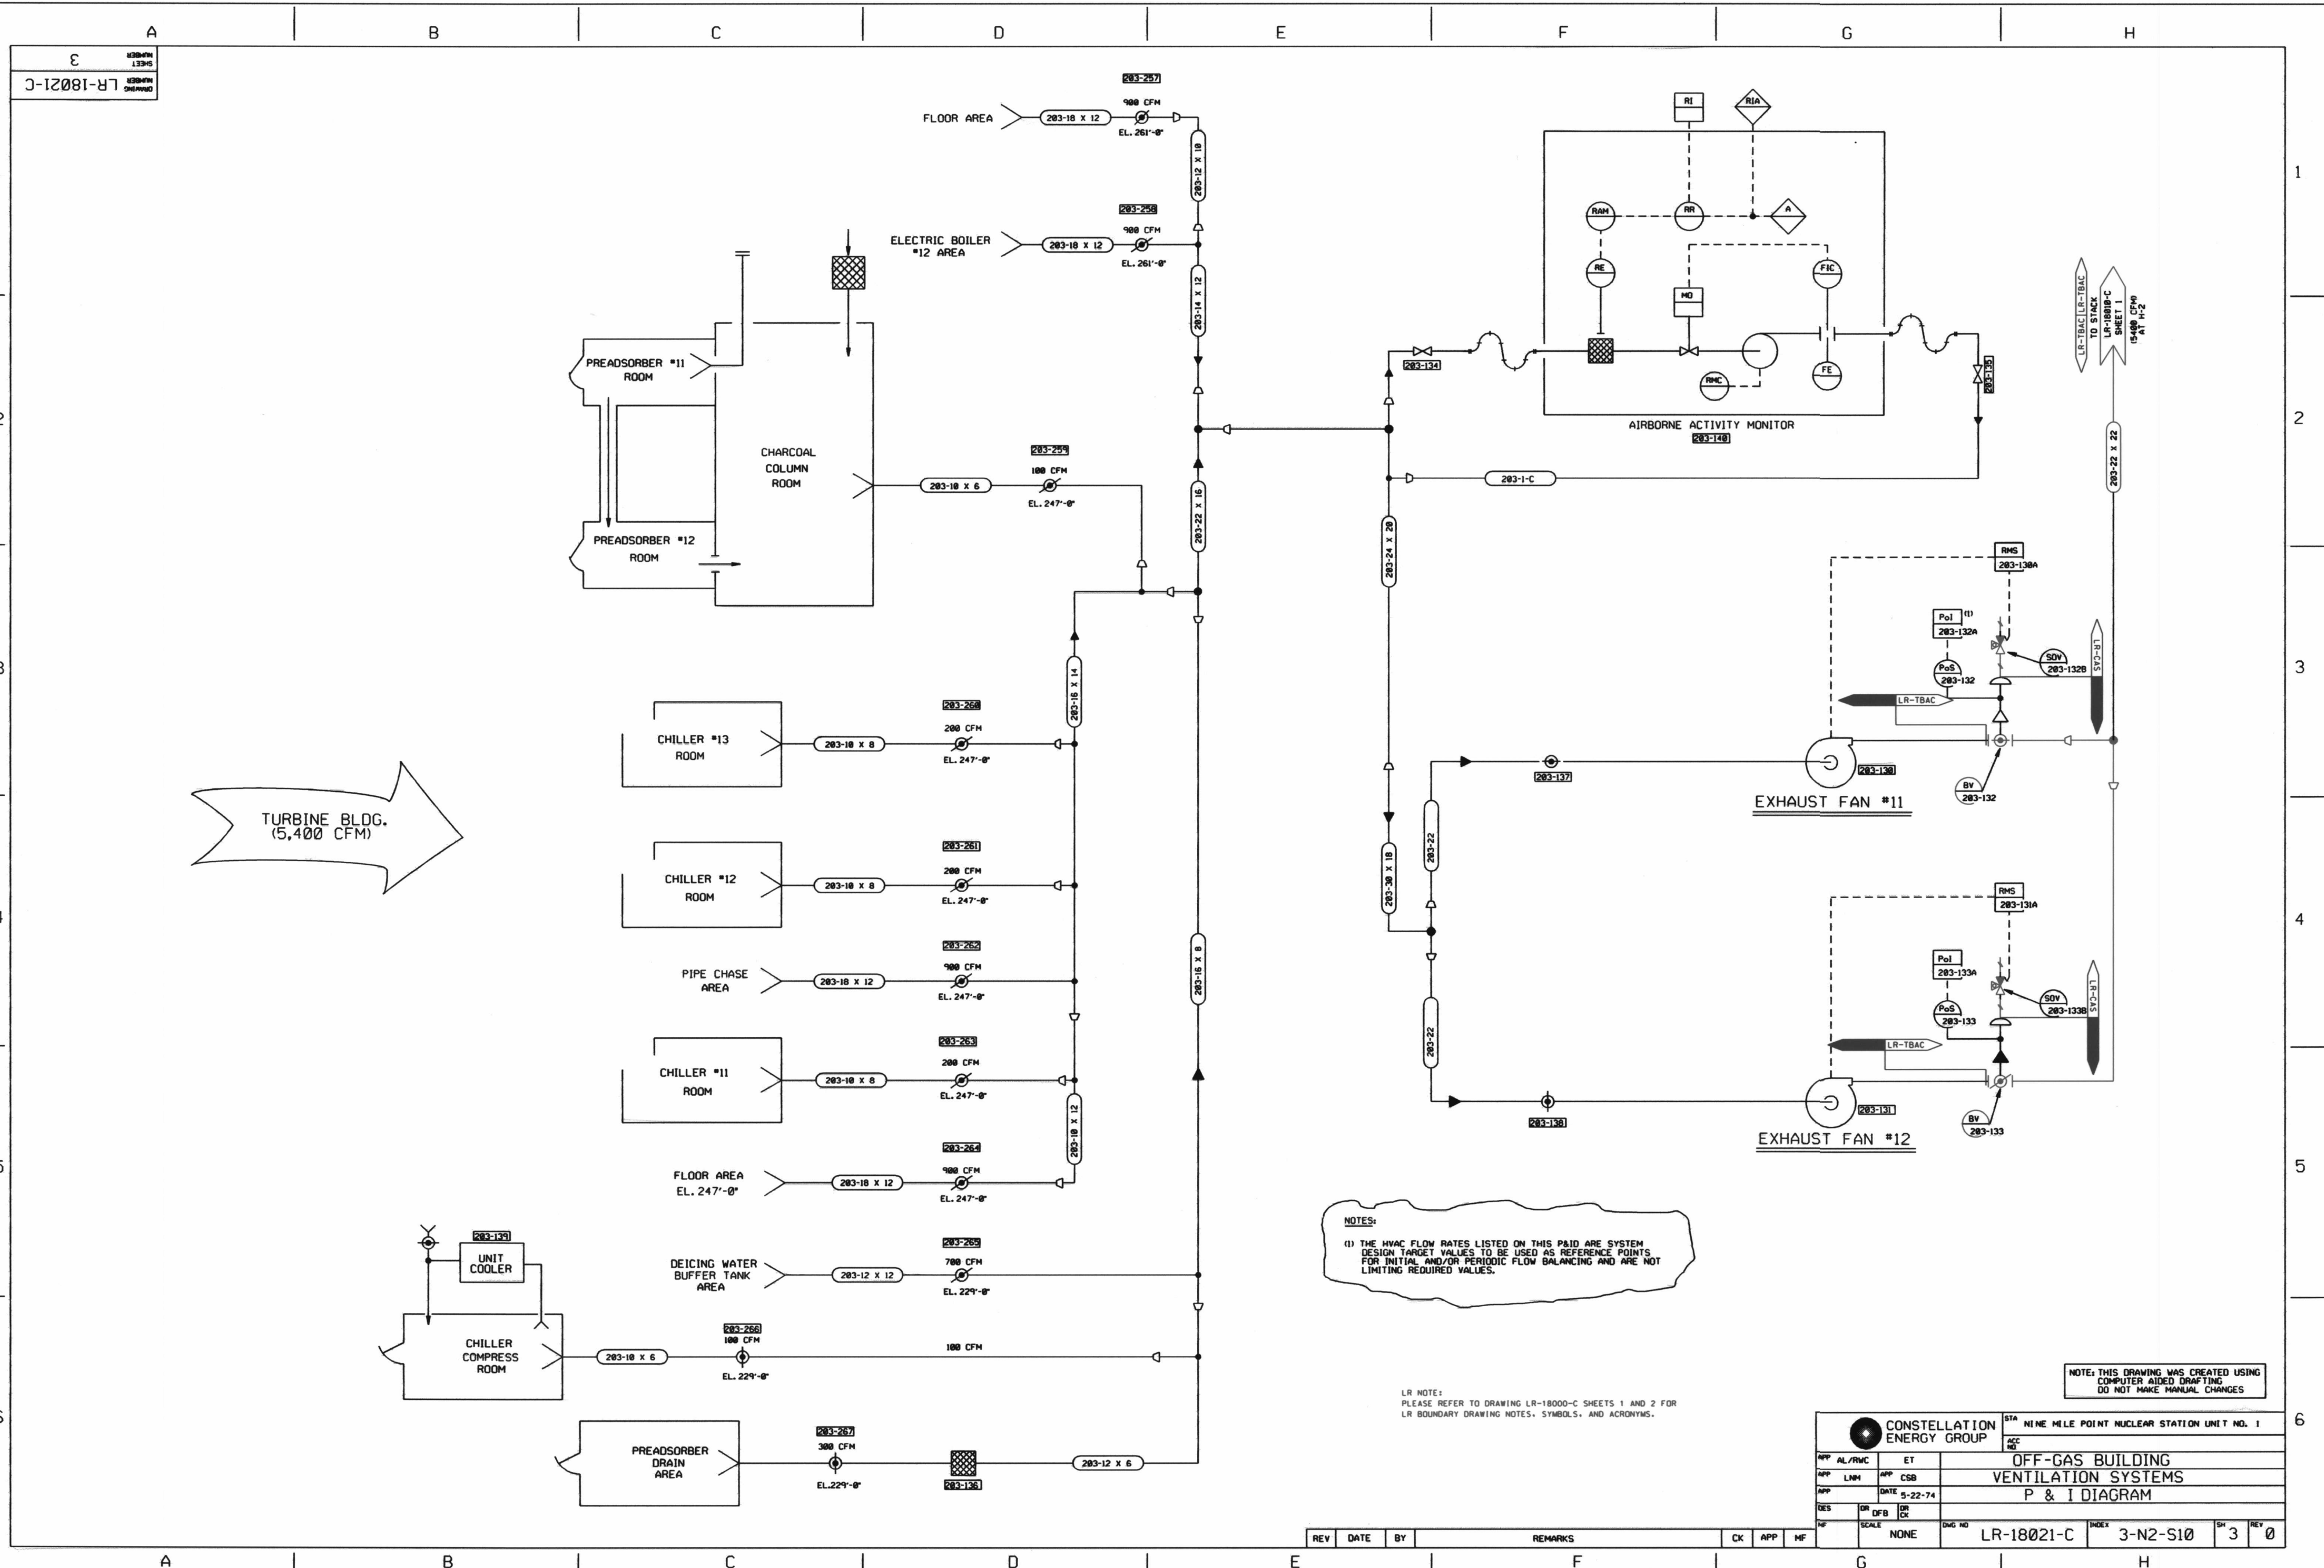 A
B
C
D
E
F
G
H
SHEET NUMBER 3
DRAWING NUMBER LR-18021-C
203-257
900 CFM
FLOOR AREA
203-18 X 12
EL. 261'-0"
203-12 X 10
203-258
900 CFM
ELECTRIC BOILER
#12 AREA
203-18 X 12
EL. 261'-0"
203-14 X 12
PREADSORBER #11
ROOM
CHARCOAL
COLUMN
ROOM
PREADSORBER #12
ROOM
203-259
100 CFM
203-10 X 6
EL. 247'-0"
203-22 X 16
203-16 X 14
203-260
200 CFM
CHILLER #13
ROOM
203-10 X 8
EL. 247'-0"
TURBINE BLDG.
(5,400 CFM)
203-261
200 CFM
CHILLER #12
ROOM
203-10 X 8
EL. 247'-0"
203-262
900 CFM
PIPE CHASE
AREA
203-18 X 12
EL. 247'-0"
203-16 X 8
203-263
200 CFM
CHILLER #11
ROOM
203-10 X 8
EL. 247'-0"
203-18 X 12
203-264
900 CFM
FLOOR AREA
EL. 247'-0"
203-18 X 12
EL. 247'-0"
203-139
UNIT
COOLER
203-265
700 CFM
DEICING WATER
BUFFER TANK
AREA
203-12 X 12
EL. 229'-0"
CHILLER
COMPRESS
ROOM
203-10 X 6
203-266
100 CFM
EL. 229'-0"
100 CFM
PREADSORBER
DRAIN
AREA
203-267
300 CFM
EL.229'-0"
203-136
203-12 X 6
RI
RIA
RAM
RR
A
RE
MO
FIC
RMC
FE
203-134
203-135
AIRBORNE ACTIVITY MONITOR
203-140
203-1-C
203-24 X 20
203-30 X 18
203-22
203-22
203-137
203-138
LR-TBAC LR-TBAC
TO STACK
LR-18010-C
SHEET 1
(5400 CFM)
AT H-2
203-22 X 22
RMS
203-130A
PoI (1)
203-132A
PoS
203-132
SOV
203-132B
LR-CAS
LR-TBAC
203-130
BV
203-132
EXHAUST FAN #11
RMS
203-131A
PoI
203-133A
PoS
203-133
SOV
203-133B
LR-CAS
LR-TBAC
203-131
BV
203-133
EXHAUST FAN #12
NOTES:
(1) THE HVAC FLOW RATES LISTED ON THIS P&ID ARE SYSTEM
DESIGN TARGET VALUES TO BE USED AS REFERENCE POINTS
FOR INITIAL AND/OR PERIODIC FLOW BALANCING AND ARE NOT
LIMITING REQUIRED VALUES.
LR NOTE:
PLEASE REFER TO DRAWING LR-18000-C SHEETS 1 AND 2 FOR
LR BOUNDARY DRAWING NOTES, SYMBOLS, AND ACRONYMS.
NOTE: THIS DRAWING WAS CREATED USING
COMPUTER AIDED DRAFTING
DO NOT MAKE MANUAL CHANGES
CONSTELLATION
ENERGY GROUP
STA NINE MILE POINT NUCLEAR STATION UNIT NO. 1
ACC NO
APP AL/RWC ET OFF-GAS BUILDING
APP LNM APP CSB VENTILATION SYSTEMS
APP DATE 5-22-74 P & I DIAGRAM
DES DR DFB DR CK
MF SCALE NONE DWG NO LR-18021-C INDEX 3-N2-S10 SH 3 REV 0
REV DATE BY REMARKS CK APP MF
1
2
3
4
5
6
A
B
C
D
E
F
G
H